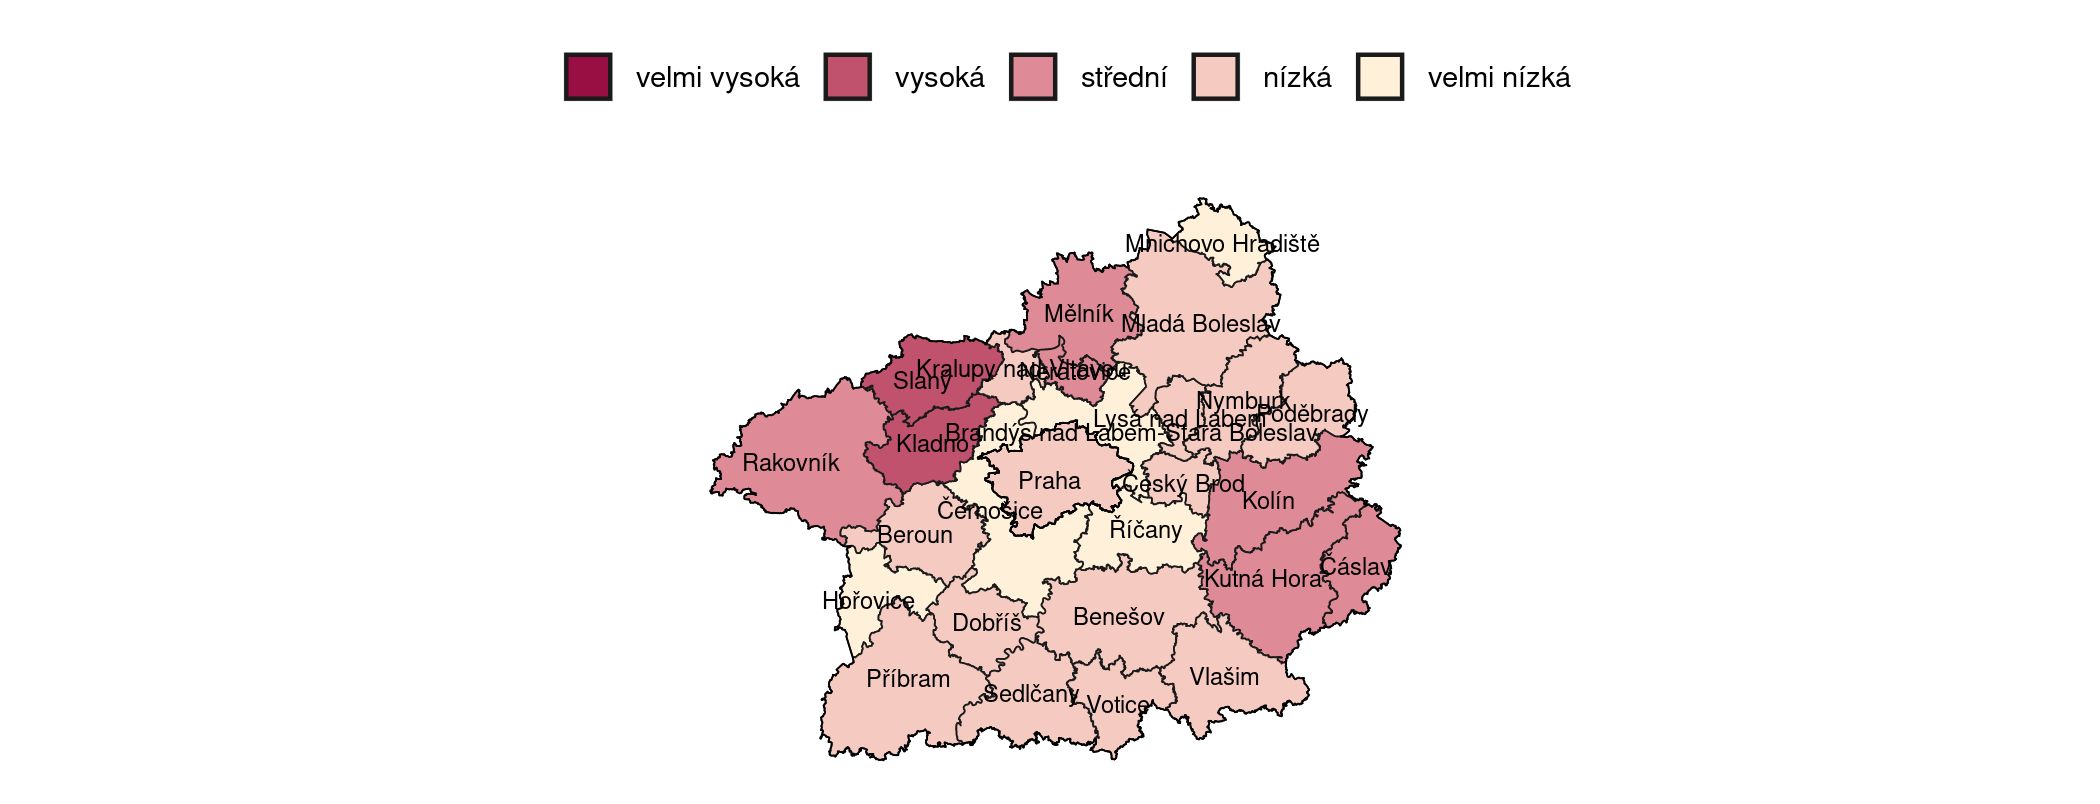 velmi vysoká
vysoká
střední
nízká
velmi nízká
Mnichovo Hradiště
Mělník
Mladá Boleslav
Kralupy nad Vltavou
Neratovice
Slaný
Nymburk
Poděbrady
Lysá nad Labem
Brandýs nad Labem-Stará Boleslav
Kladno
Rakovník
Praha
Český Brod
Kolín
Černošice
Říčany
Beroun
Čáslav
Kutná Hora
Hořovice
Benešov
Dobříš
Vlašim
Příbram
Sedlčany
Votice